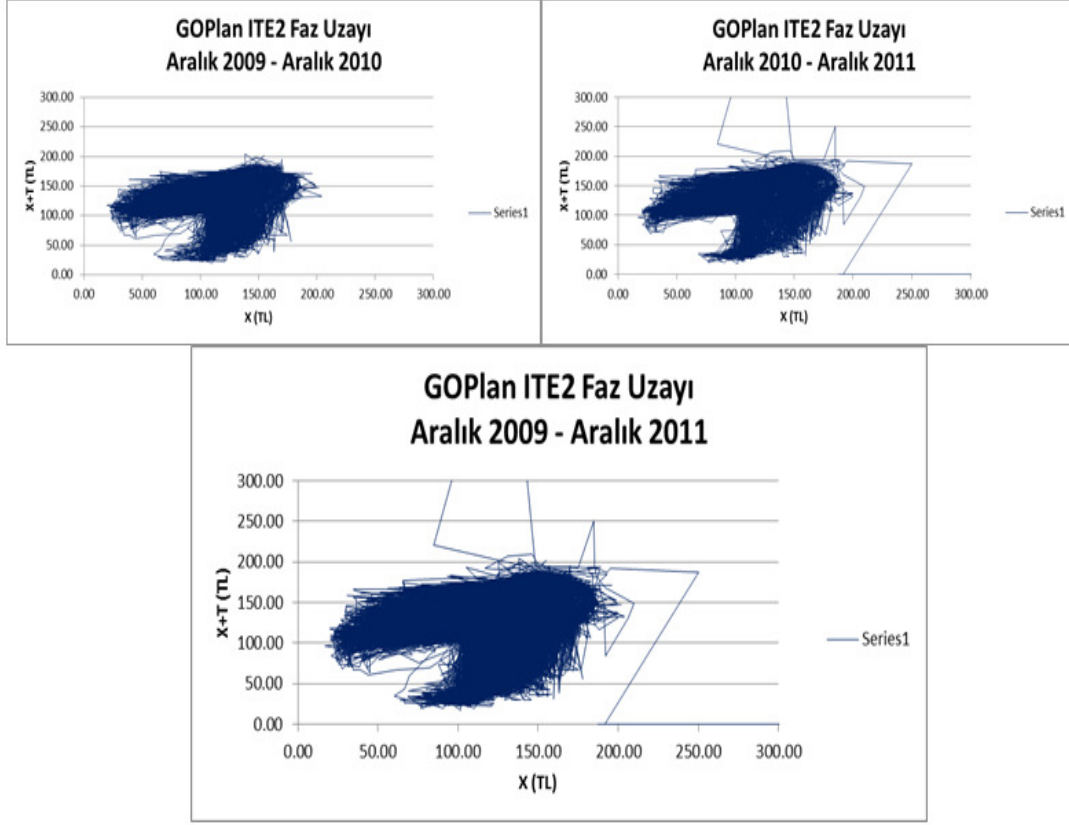 GOPlan ITE2 Faz Uzayı
Aralık 2009 - Aralık 2010
300.00
250.00
200.00
150.00
100.00
50.00
0.00
X+T (TL)
0.00 50.00 100.00 150.00 200.00 250.00 300.00
X (TL)
Series1
GOPlan ITE2 Faz Uzayı
Aralık 2010 - Aralık 2011
300.00
250.00
200.00
150.00
100.00
50.00
0.00
X+T (TL)
0.00 50.00 100.00 150.00 200.00 250.00 300.00
X (TL)
Series1
GOPlan ITE2 Faz Uzayı
Aralık 2009 - Aralık 2011
300.00
250.00
200.00
150.00
100.00
50.00
0.00
X+T (TL)
0.00 50.00 100.00 150.00 200.00 250.00 300.00
X (TL)
Series1